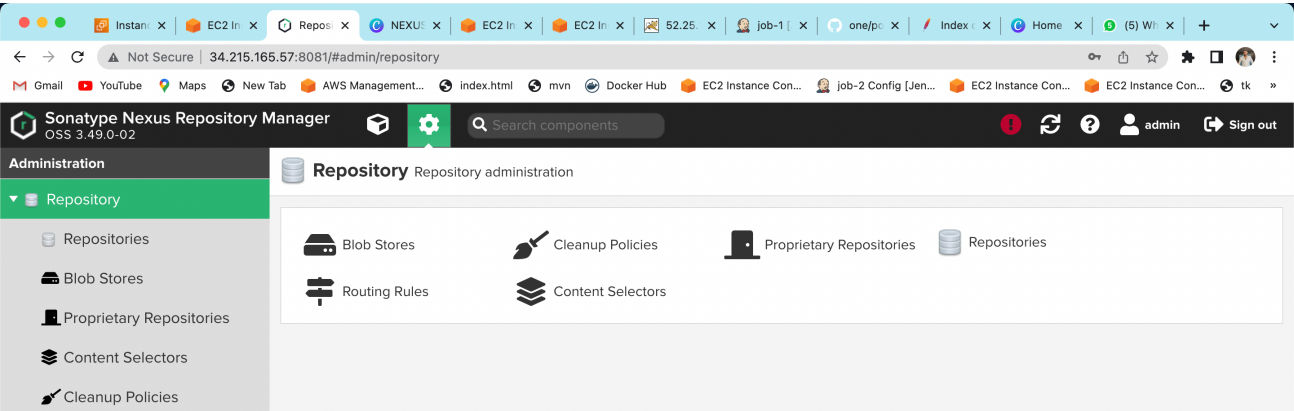 Instanc EC2 In Reposi NEXUS EC2 In EC2 In 52.25. job-1 [ one/po Index o Home (5) Wh
Not Secure 34.215.165.57:8081/#admin/repository
Gmail YouTube Maps New Tab AWS Management... index.html mvn Docker Hub EC2 Instance Con... job-2 Config [Jen... EC2 Instance Con... EC2 Instance Con... tk »
Sonatype Nexus Repository Manager
OSS 3.49.0-02
Search components
admin
Sign out
Administration
Repository
Repositories
Blob Stores
Proprietary Repositories
Content Selectors
Cleanup Policies
Repository Repository administration
Blob Stores Cleanup Policies Proprietary Repositories Repositories
Routing Rules Content Selectors